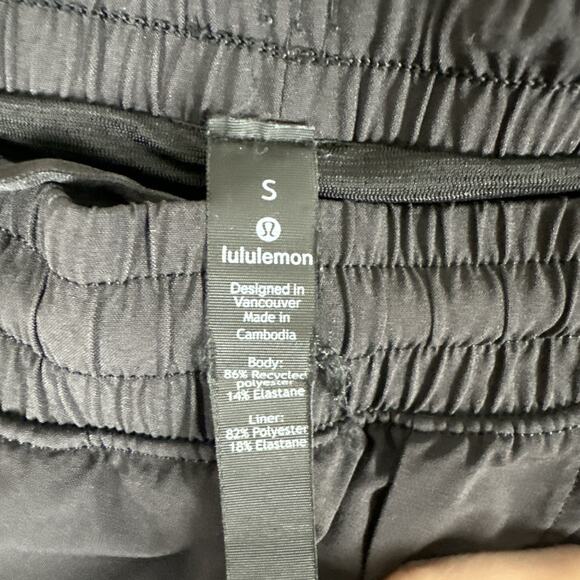 S
lululemon
Designed in
Vancouver
Made in
Cambodia
Body:
86% Recycled
polyester
14% Elastane
Liner:
82% Polyester
18% Elastane